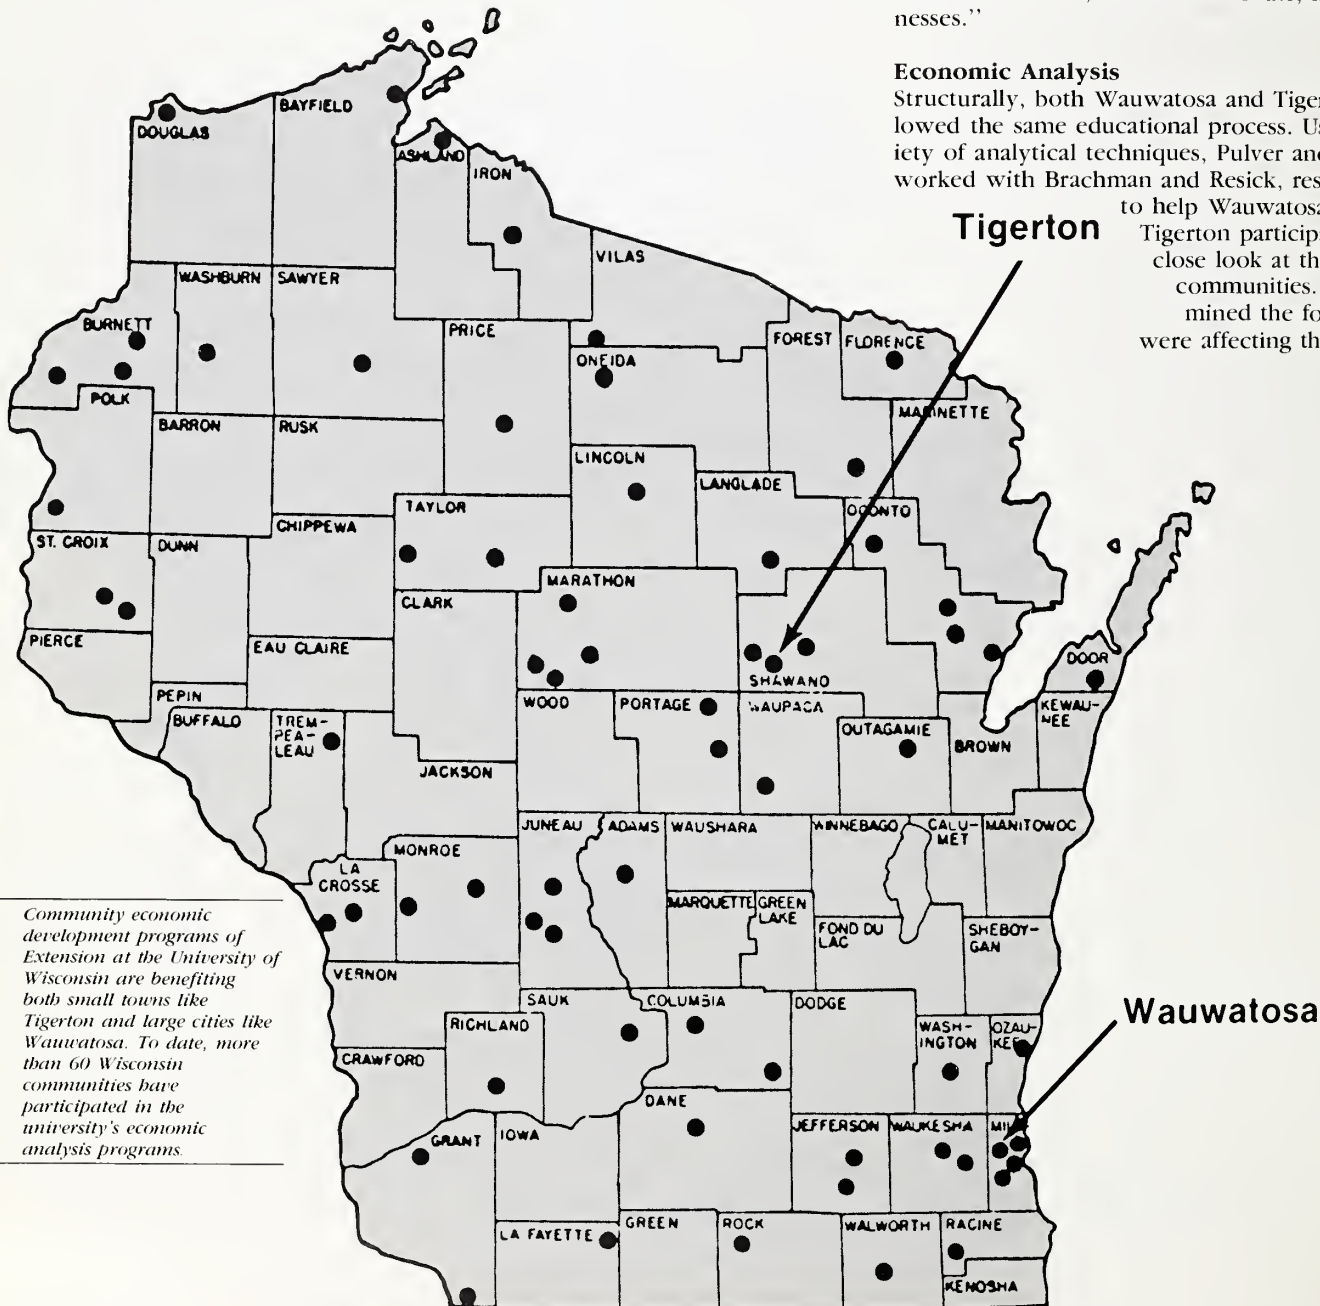 nesses.”
Economic Analysis
Structurally, both Wauwatosa and Tiger
lowed the same educational process. Us
iety of analytical techniques, Pulver and
worked with Brachman and Resick, res
to help Wauwatosa
Tigerton particip
close look at th
communities.
mined the fo
were affecting th
Tigerton
DOUGLAS
BAYFIELD
ASHLAND
IRON
VILAS
WASHBURN
SAWYER
BURNETT
PRICE
ONEIDA
FOREST
FLORENCE
POLK
BARRON
RUSK
MARINETTE
LINCOLN
LANGLADE
TAYLOR
OCONTO
CHIPPEWA
ST. CROIX
DUNN
MARATHON
CLARK
PIERCE
EAU CLAIRE
SHAWANO
DOOR
PEPIN
BUFFALO
TREM-
PEA-
LEAU
WOOD
PORTAGE
WAUPACA
OUTAGAMIE
BROWN
KEWAU-
NEE
JACKSON
JUNEAU
ADAMS
WAUSHARA
WINNEBAGO
CALU-
MET
MANITOWOC
MONROE
LA
CROSSE
MARQUETTE
GREEN
LAKE
FOND DU
LAC
SHEBOY-
GAN
VERNON
SAUK
COLUMBIA
DODGE
RICHLAND
WASH-
INGTON
OZAU-
KEE
CRAWFORD
DANE
GRANT
IOWA
JEFFERSON
WAUKESHA
MIL
LA FAYETTE
GREEN
ROCK
WALWORTH
RACINE
KENOSHA
Wauwatosa
Community economic
development programs of
Extension at the University of
Wisconsin are benefiting
both small towns like
Tigerton and large cities like
Wauwatosa. To date, more
than 60 Wisconsin
communities have
participated in the
university's economic
analysis programs.